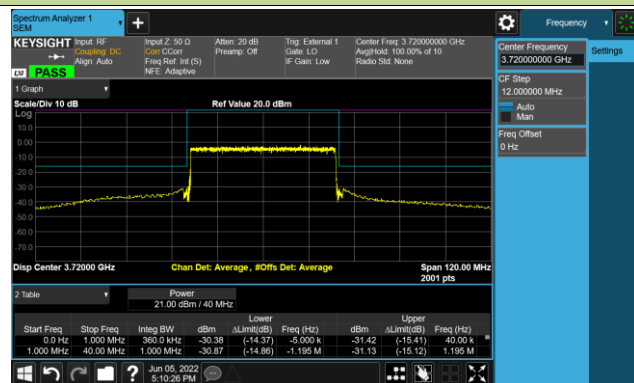 Spectrum Analyzer 1
SEM
Frequency
KEYSIGHT
Input: RF
Coupling: DC
Align: Auto
Input Z: 50 Ω
Corr CCorr
Freq Ref: Int (S)
NFE: Adaptive
Atten: 20 dB
Preamp: Off
Trig: External 1
Gate: LO
IF Gain: Low
Center Freq: 3.720000000 GHz
Avg|Hold: 100.00% of 10
Radio Std: None
LXI PASS
Center Frequency
3.720000000 GHz
Settings
CF Step
12.000000 MHz
Auto
Man
Freq Offset
0 Hz
1 Graph
Scale/Div 10 dB
Ref Value 20.0 dBm
Log
10.0
0.00
-10.0
-20.0
-30.0
-40.0
-50.0
-60.0
-70.0
Disp Center 3.72000 GHz
Chan Det: Average, #Offs Det: Average
Span 120.00 MHz
2001 pts
2 Table
Power
21.00 dBm / 40 MHz
Lower Upper
Start Freq Stop Freq Integ BW dBm ΔLimit(dB) Freq (Hz) dBm ΔLimit(dB) Freq (Hz)
0.0 Hz 1.000 MHz 360.0 kHz -30.38 (-14.37) -5.000 k -31.42 (-15.41) 40.00 k
1.000 MHz 40.00 MHz 1.000 MHz -30.87 (-14.86) -1.195 M -31.13 (-15.12) 1.195 M
Jun 05, 2022
5:10:26 PM